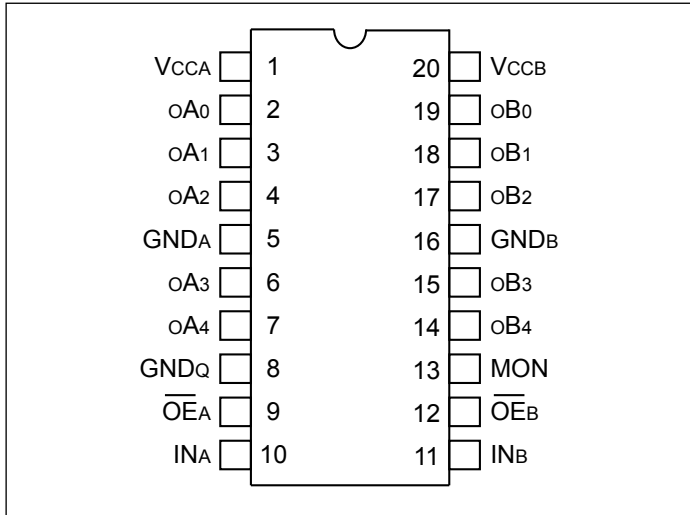 VCCA 1 20 VCCB
OA0 2 19 OB0
OA1 3 18 OB1
OA2 4 17 OB2
GNDA 5 16 GNDB
OA3 6 15 OB3
OA4 7 14 OB4
GNDQ 8 13 MON
O̅E̅A 9 12 O̅E̅B
INA 10 11 INB